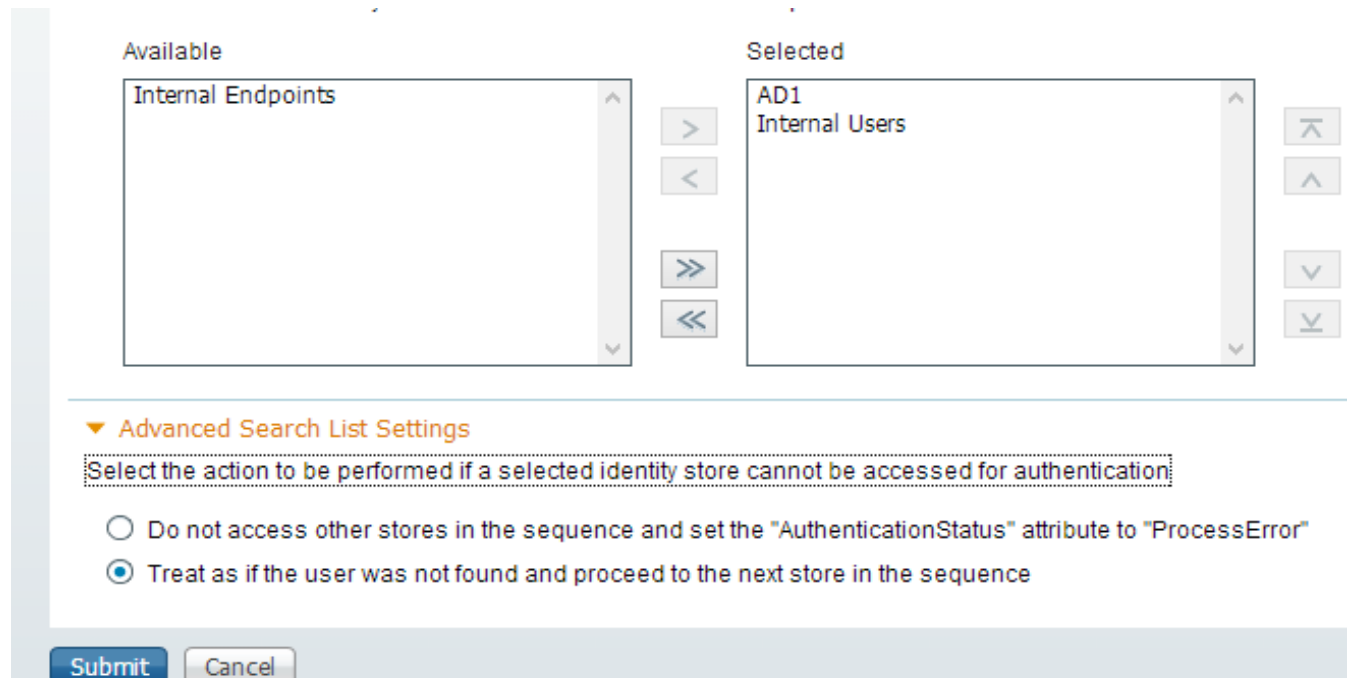 Available
Selected
Internal Endpoints
AD1
Internal Users
>
<
>>
<<
Advanced Search List Settings
Select the action to be performed if a selected identity store cannot be accessed for authentication
Do not access other stores in the sequence and set the "AuthenticationStatus" attribute to "ProcessError"
Treat as if the user was not found and proceed to the next store in the sequence
Submit
Cancel